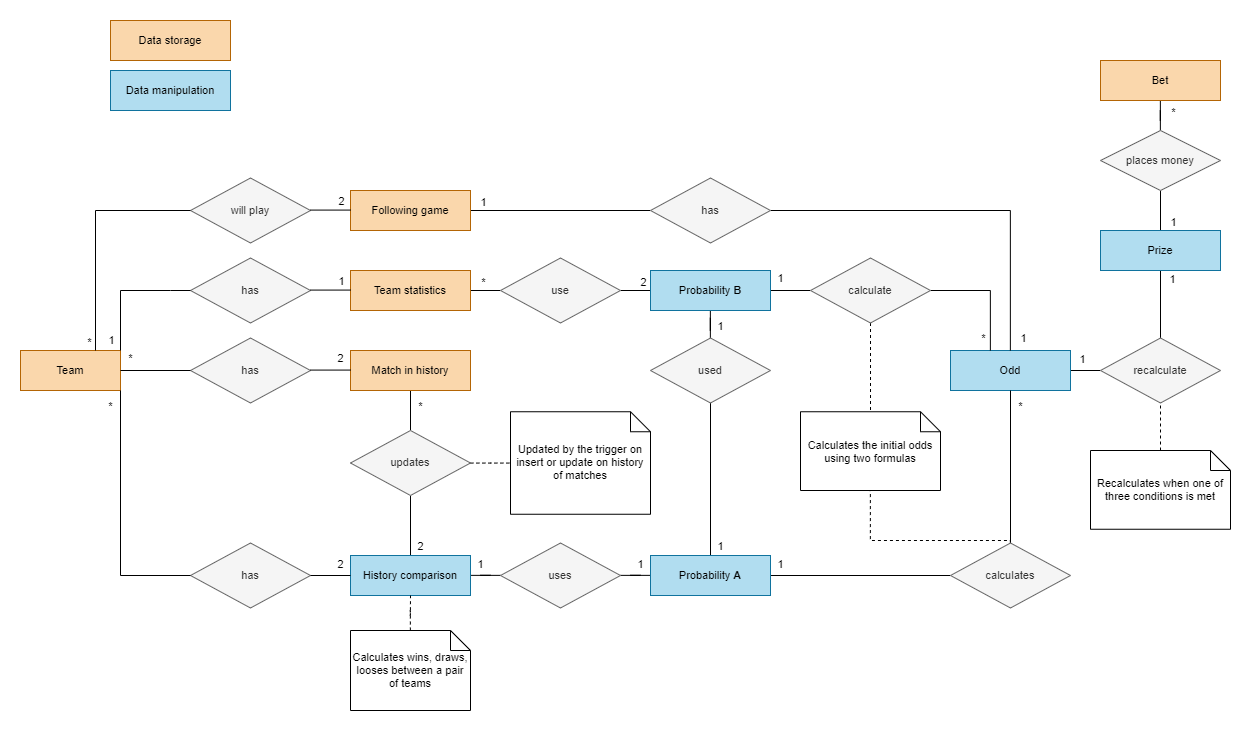 Data storage
Data manipulation
Bet
*
places money
1
Prize
1
will play
2
Following game
1
has
has
1
Team statistics
*
use
2
Probability B
1
calculate
*
1
*
1
Team
*
has
2
Match in history
1
used
Odd
1
recalculate
*
*
*
updates
Updated by the trigger on
insert or update on history
of matches
Calculates the initial odds
using two formulas
Recalculates when one of
three conditions is met
2
1
has
2
History comparison
1
uses
1
Probability A
1
calculates
Calculates wins, draws,
looses between a pair
of teams